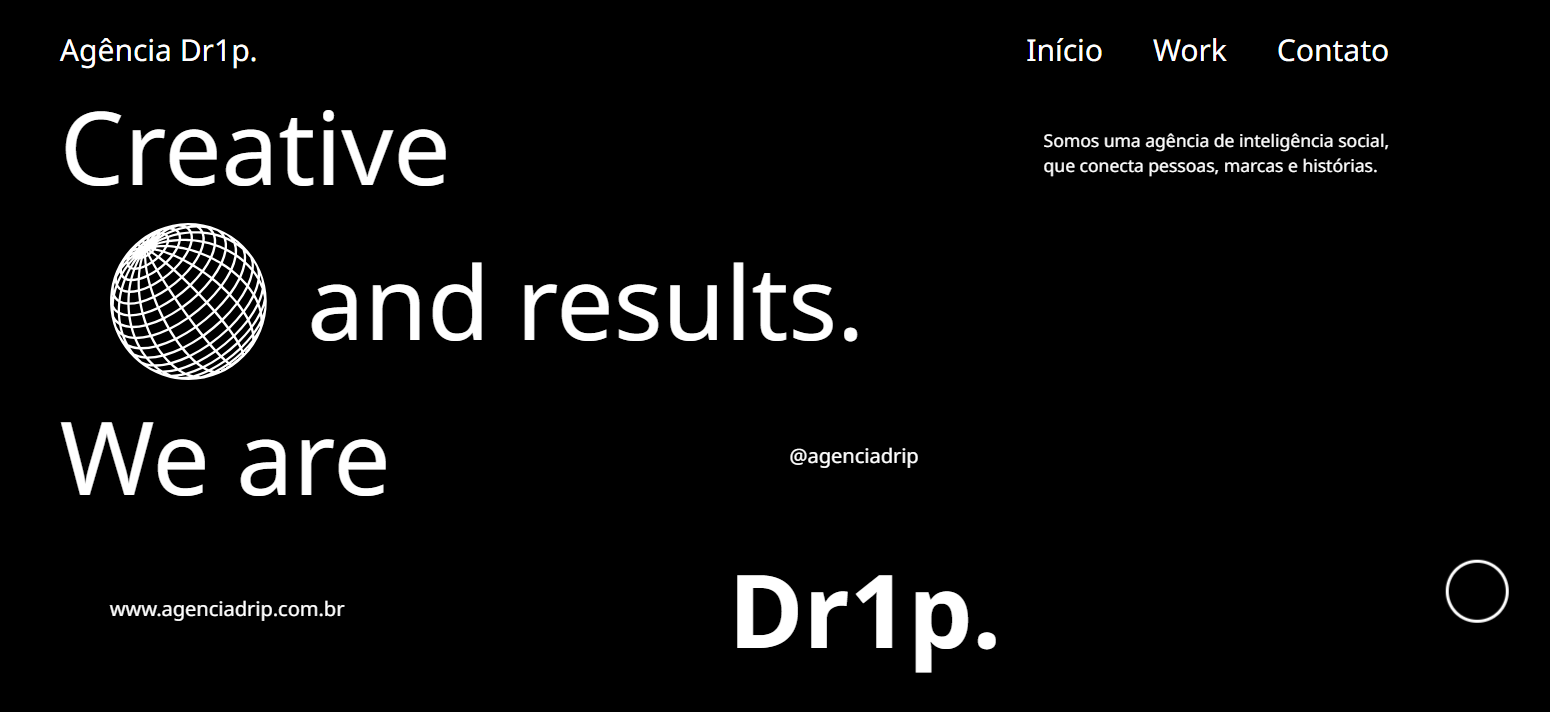 Agência Dr1p.
Início Work Contato
Creative
Somos uma agência de inteligência social,
que conecta pessoas, marcas e histórias.
and results.
We are
@agenciadrip
www.agenciadrip.com.br
Dr1p.